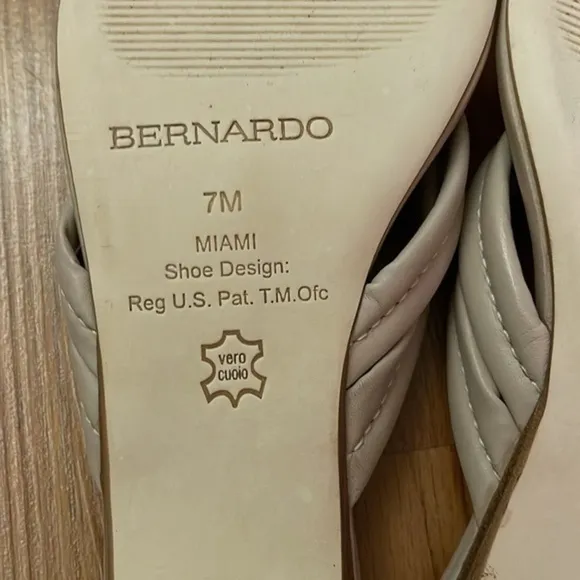 BERNARDO
7M
MIAMI
Shoe Design:
Reg U.S. Pat. T.M.Ofc
vero
cuoio